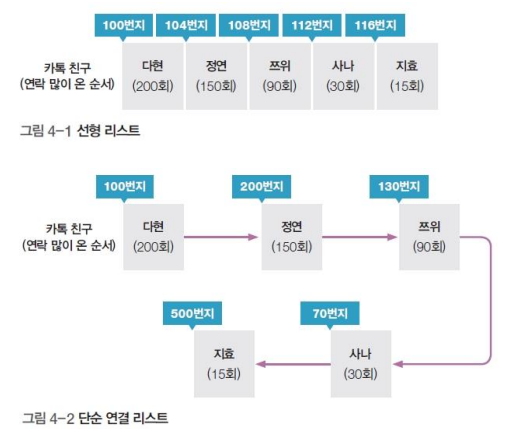 100번지 104번지 108번지 112번지 116번지
카톡 친구 다현 정연 쯔위 사나 지효
(연락 많이 온 순서) (200회) (150회) (90회) (30회) (15회)
그림 4-1 선형 리스트
100번지 200번지 130번지
카톡 친구 다현 정연 쯔위
(연락 많이 온 순서) (200회) (150회) (90회)
500번지 70번지
지효 사나
(15회) (30회)
그림 4-2 단순 연결 리스트